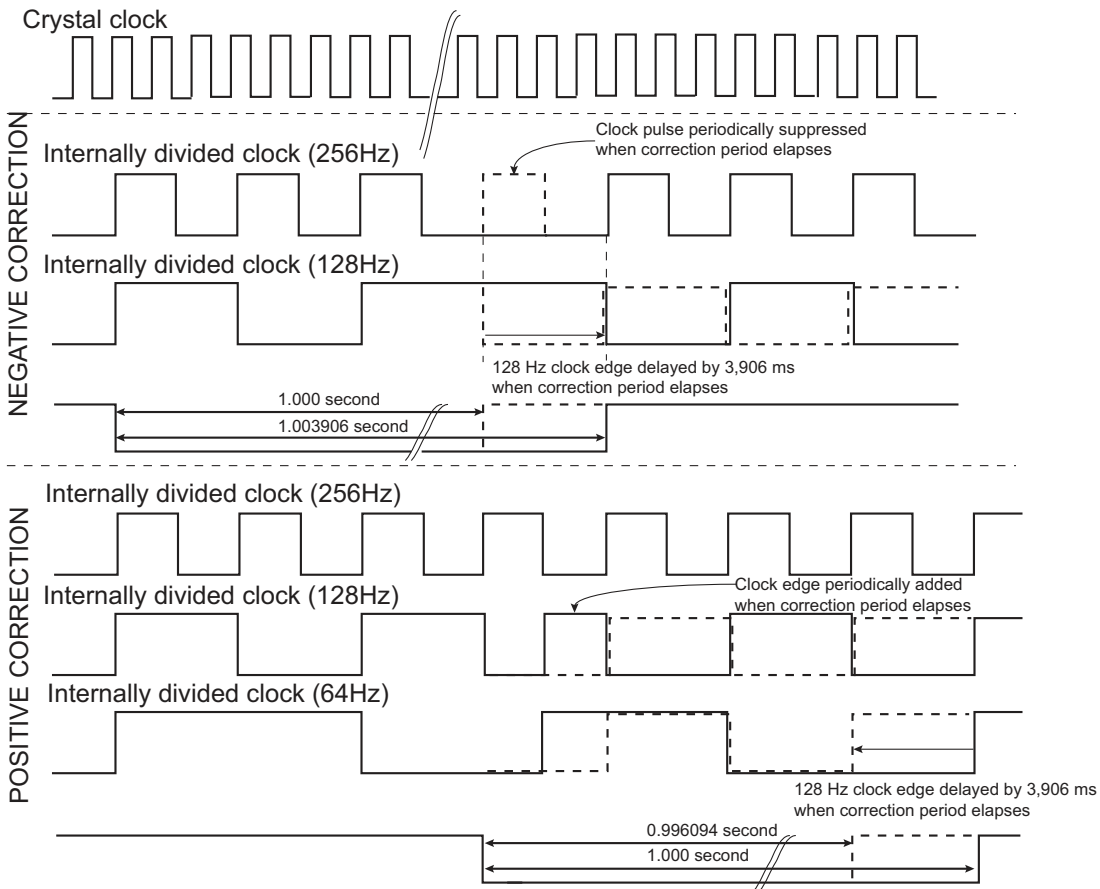 Crystal clock
NEGATIVE CORRECTION
Clock pulse periodically suppressed
when correction period elapses
Internally divided clock (256Hz)
Internally divided clock (128Hz)
128 Hz clock edge delayed by 3,906 ms
when correction period elapses
1.000 second
1.003906 second
POSITIVE CORRECTION
Internally divided clock (256Hz)
Internally divided clock (128Hz)
Clock edge periodically added
when correction period elapses
Internally divided clock (64Hz)
128 Hz clock edge delayed by 3,906 ms
when correction period elapses
0.996094 second
1.000 second